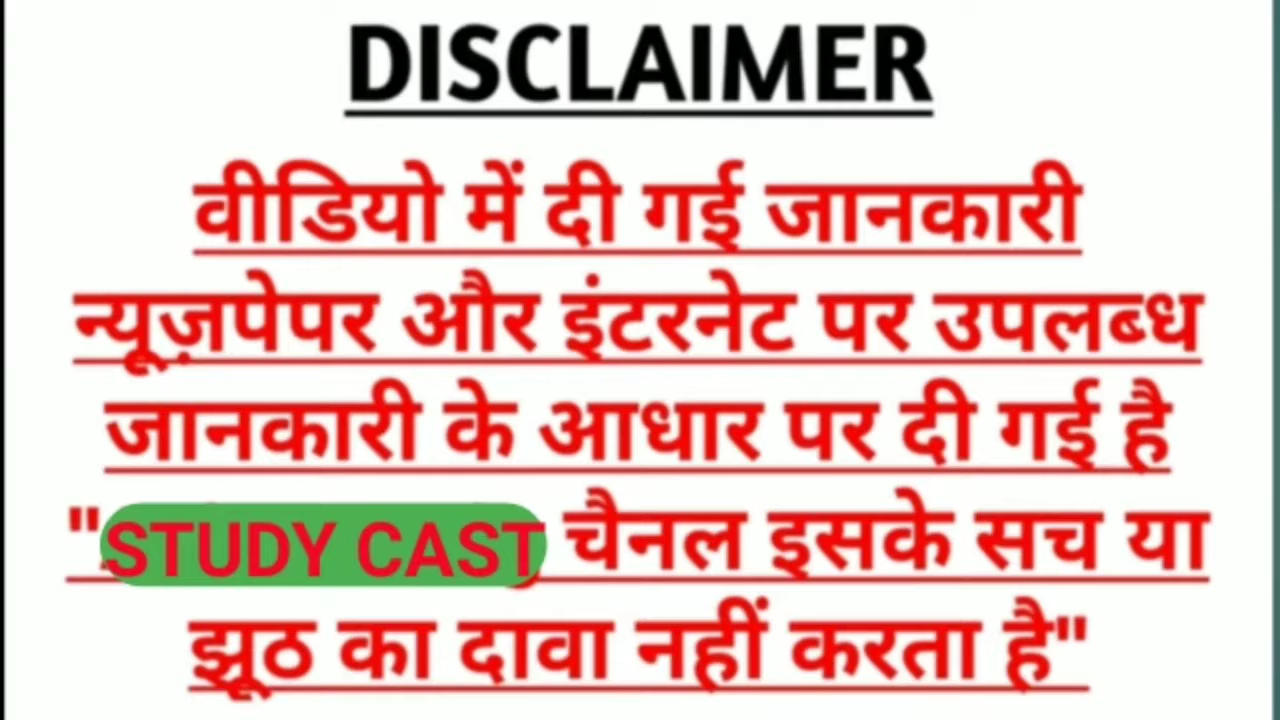 DISCLAIMER
वीडियो में दी गई जानकारी
न्यूज़पेपर और इंटरनेट पर उपलब्ध
जानकारी के आधार पर दी गई है
"STUDY CAST चैनल इसके सच या
झूठ का दावा नहीं करता है"